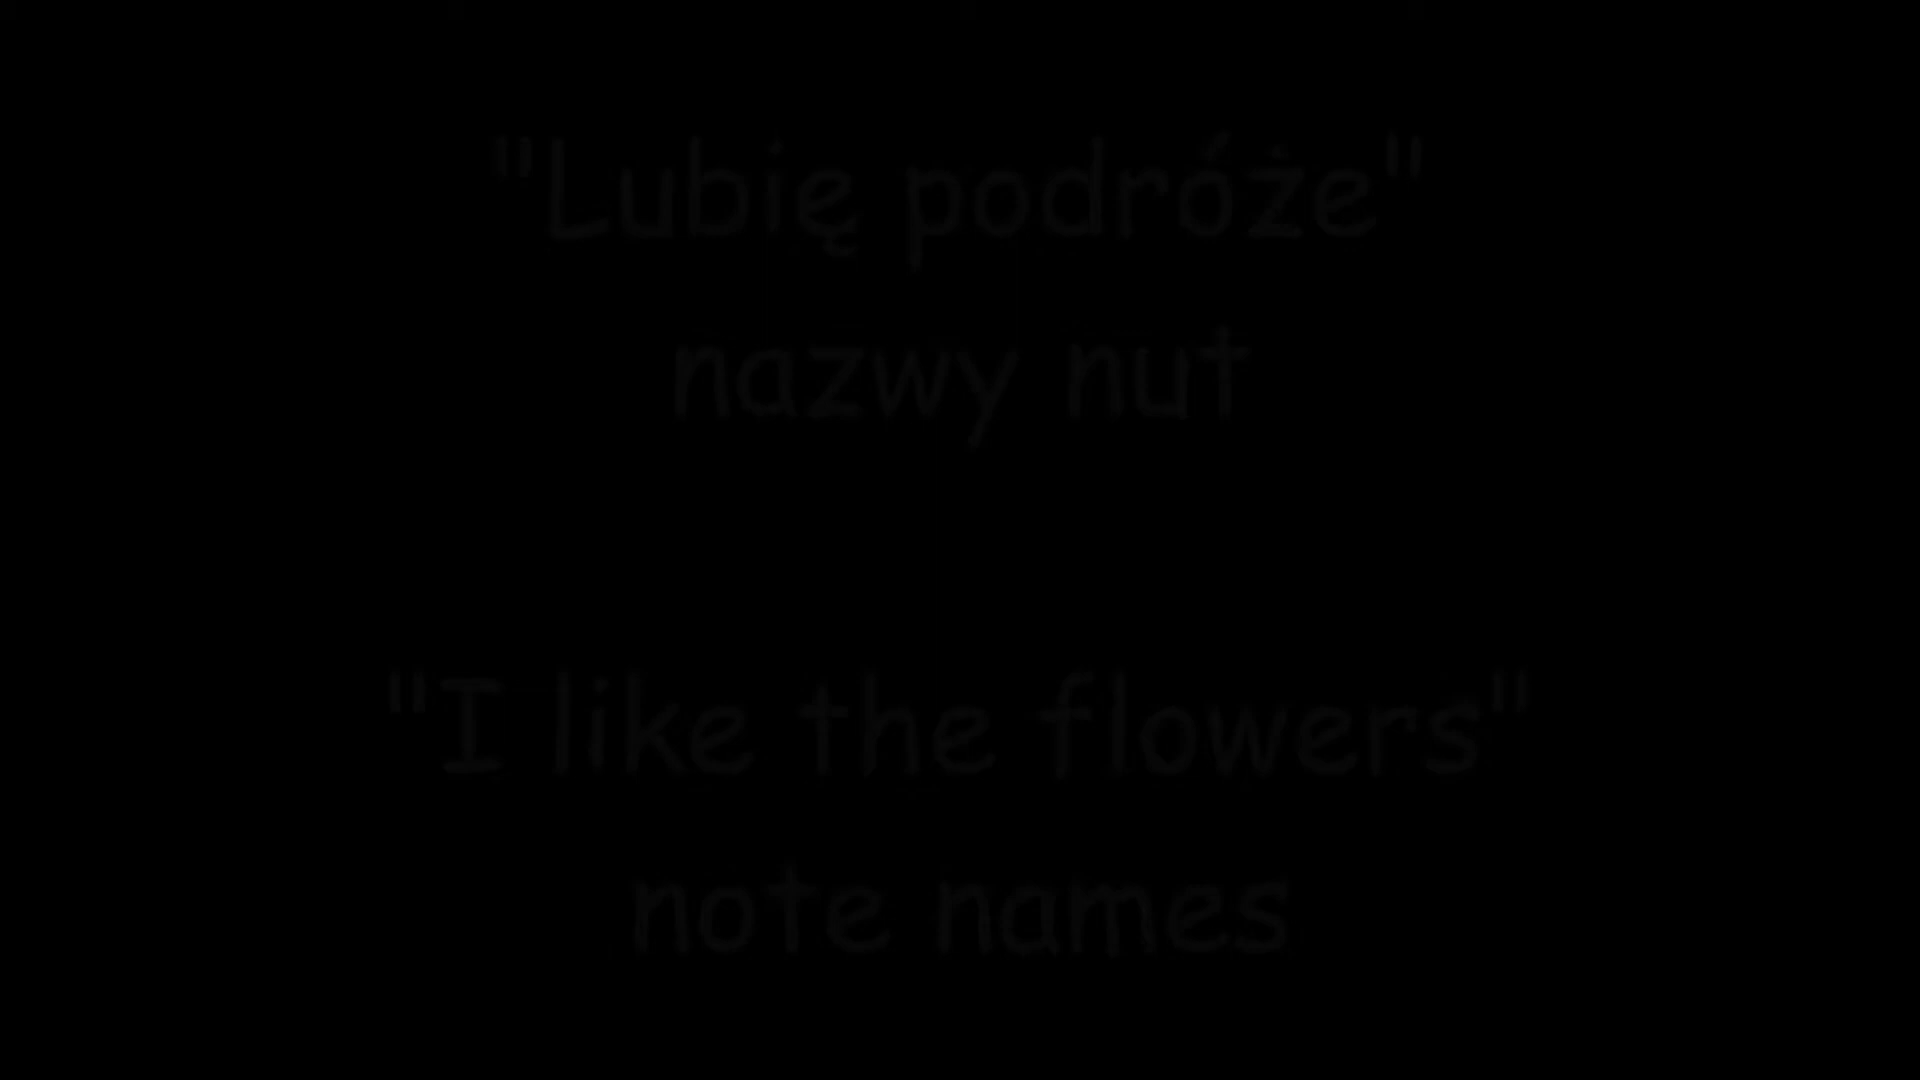 "Lubię podróże"
nazwy nut
"I like the flowers"
note names